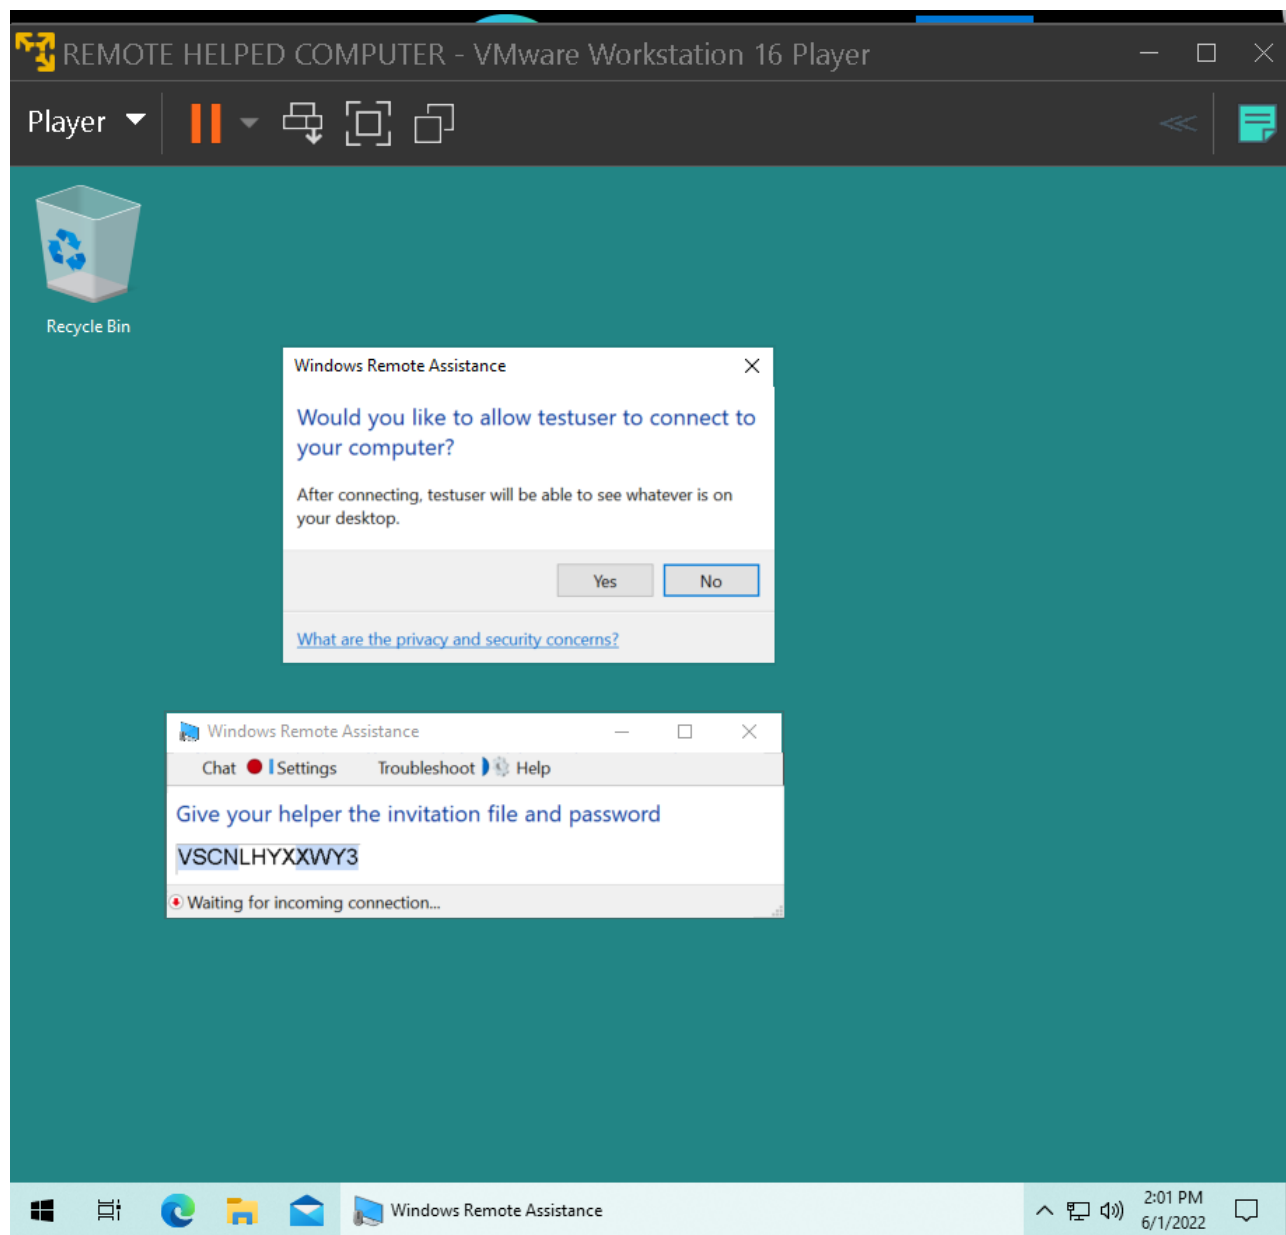 REMOTE HELPED COMPUTER - VMware Workstation 16 Player
Player
Recycle Bin
Windows Remote Assistance
Would you like to allow testuser to connect to
your computer?
After connecting, testuser will be able to see whatever is on
your desktop.
Yes No
What are the privacy and security concerns?
Windows Remote Assistance
Chat Settings Troubleshoot Help
Give your helper the invitation file and password
VSCNLHYXXWY3
Waiting for incoming connection...
Windows Remote Assistance
2:01 PM
6/1/2022